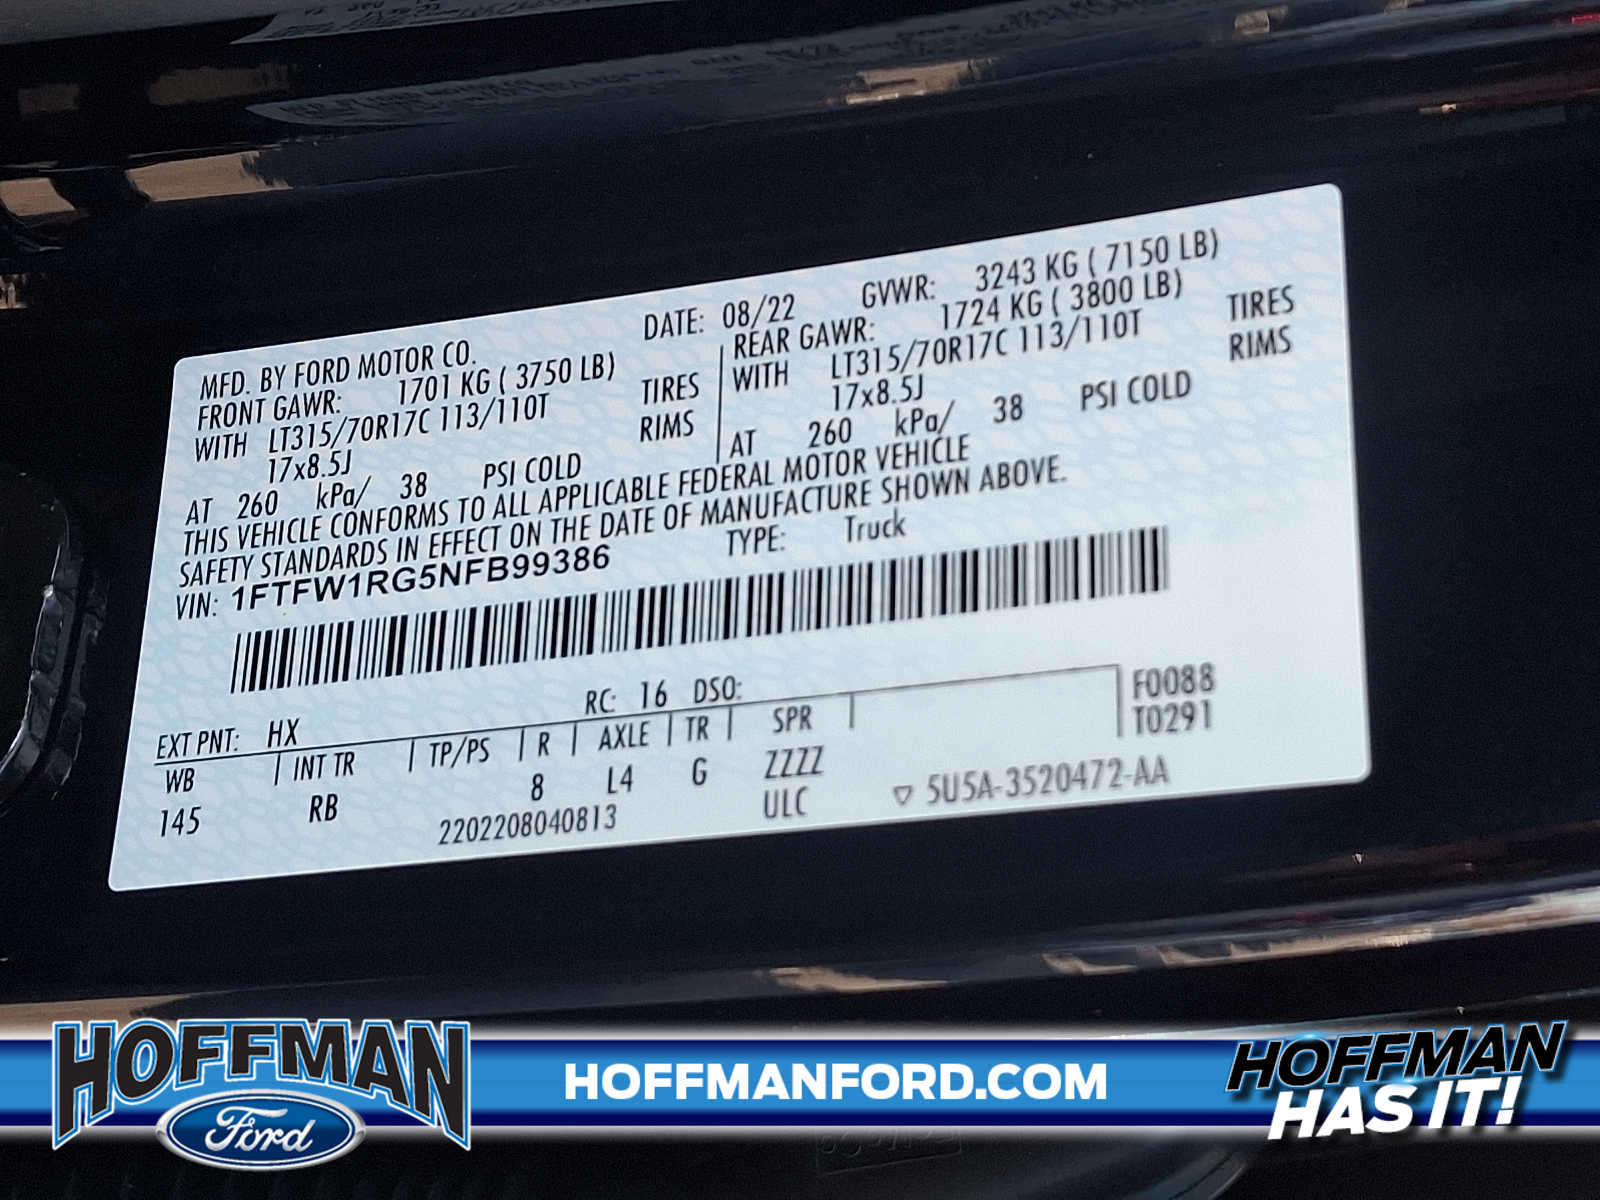 MFD. BY FORD MOTOR CO.
DATE: 08/22
GVWR: 3243 KG ( 7150 LB)
FRONT GAWR: 1701 KG ( 3750 LB)
WITH LT315/70R17C 113/110T TIRES
17x8.5J RIMS
AT 260 kPa/ 38 PSI COLD
REAR GAWR: 1724 KG ( 3800 LB)
WITH LT315/70R17C 113/110T TIRES
17x8.5J RIMS
AT 260 kPa/ 38 PSI COLD
THIS VEHICLE CONFORMS TO ALL APPLICABLE FEDERAL MOTOR VEHICLE
SAFETY STANDARDS IN EFFECT ON THE DATE OF MANUFACTURE SHOWN ABOVE.
VIN: 1FTFW1RG5NFB99386 TYPE: Truck
EXT PNT: HX RC: 16 DSO: F0088
WB INT TR TP/PS R AXLE TR SPR T0291
145 RB 8 L4 G ZZZZ
2202208040813 ULC ▽ 5U5A-3520472-AA
HOFFMAN
Ford
HOFFMANFORD.COM
HOFFMAN
HAS IT!